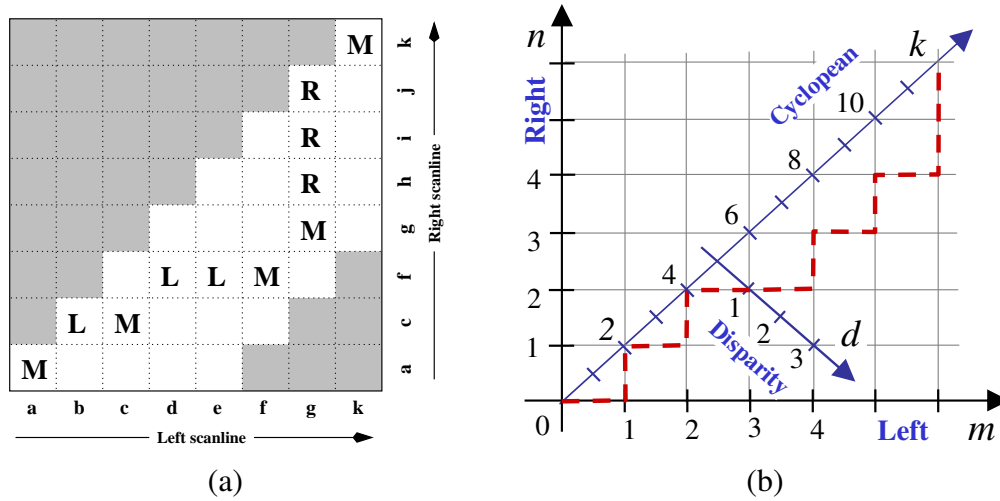 M
k
R
j
R
i
R
h
M
g
L L M
f
L M
c
M
a
Right scanline
a b c d e f g k
Left scanline
(a)
n
k
Right
Cyclopean
10
8
4
6
3
4
2
1
2
2
1
3
d
Disparity
0
1 2 3 4 Left m
(b)